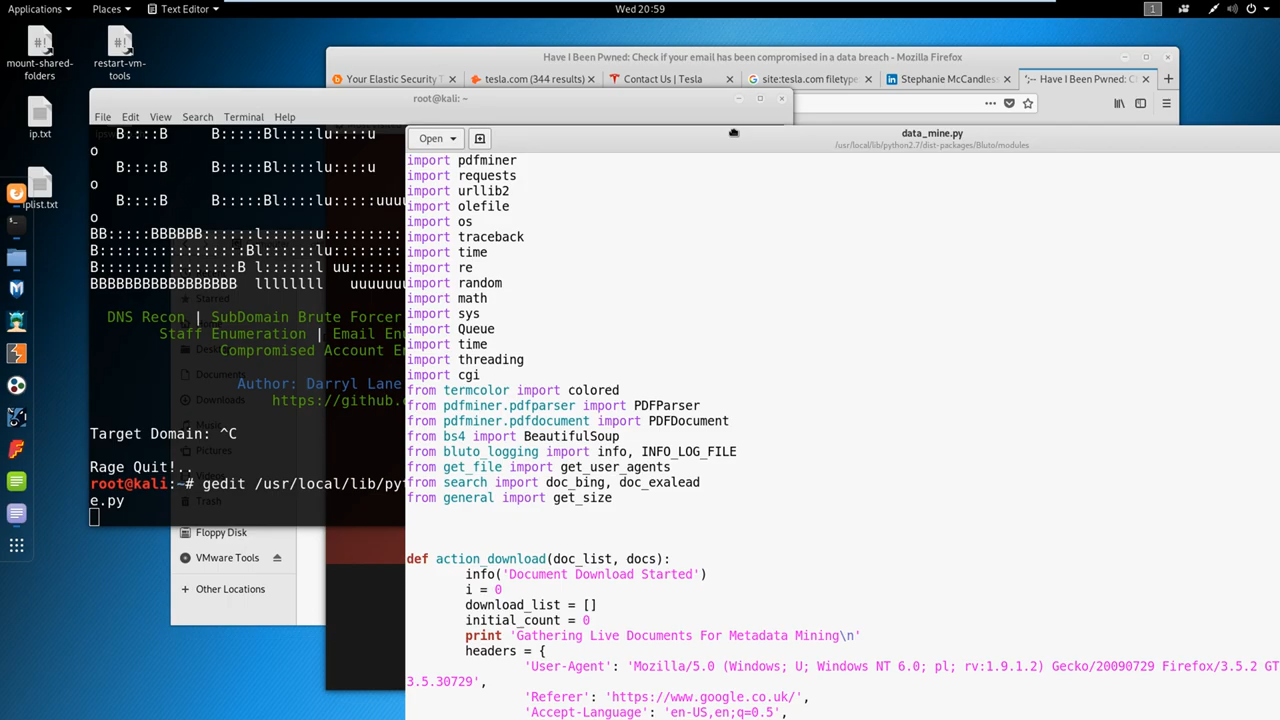 Applications
Places
Text Editor
Wed 20:59
1
mount-shared-folders
restart-vm-tools
ip.txt
iplist.txt
Have I Been Pwned: Check if your email has been compromised in a data breach - Mozilla Firefox
Your Elastic Security T
tesla.com (344 results)
Contact Us | Tesla
site:tesla.com filetype
Stephanie McCandless
Have I Been Pwned: C
root@kali: ~
File Edit View Search Terminal Help
B::::B B:::::Bl::::lu::::u
o
B::::B B:::::Bl::::lu::::u
o
B::::B B:::::Bl::::lu:::::uuuu
o
BB:::::BBBBBB::::::l::::::u:::::::::
B:::::::::::::::::Bl::::::lu:::::::::
B::::::::::::::::B l::::::l uu::::::
BBBBBBBBBBBBBBBBB llllllll uuuuuu
DNS Recon | SubDomain Brute Forcer
Staff Enumeration | Email Enu
Compromised Account En
Author: Darryl Lane
https://github.c
Target Domain: ^C
Rage Quit!..
root@kali:~# gedit /usr/local/lib/pyt
e.py
Starred
Documents
Downloads
Music
Pictures
Trash
Floppy Disk
VMware Tools
+ Other Locations
Open
data_mine.py
/usr/local/lib/python2.7/dist-packages/Bluto/modules
import pdfminer
import requests
import urllib2
import olefile
import os
import traceback
import time
import re
import random
import math
import sys
import Queue
import time
import threading
import cgi
from termcolor import colored
from pdfminer.pdfparser import PDFParser
from pdfminer.pdfdocument import PDFDocument
from bs4 import BeautifulSoup
from bluto_logging import info, INFO_LOG_FILE
from get_file import get_user_agents
from search import doc_bing, doc_exalead
from general import get_size
def action_download(doc_list, docs):
info('Document Download Started')
i = 0
download_list = []
initial_count = 0
print 'Gathering Live Documents For Metadata Mining\n'
headers = {
'User-Agent': 'Mozilla/5.0 (Windows; U; Windows NT 6.0; pl; rv:1.9.1.2) Gecko/20090729 Firefox/3.5.2 GT
3.5.30729',
'Referer': 'https://www.google.co.uk/',
'Accept-Language': 'en-US,en;q=0.5',